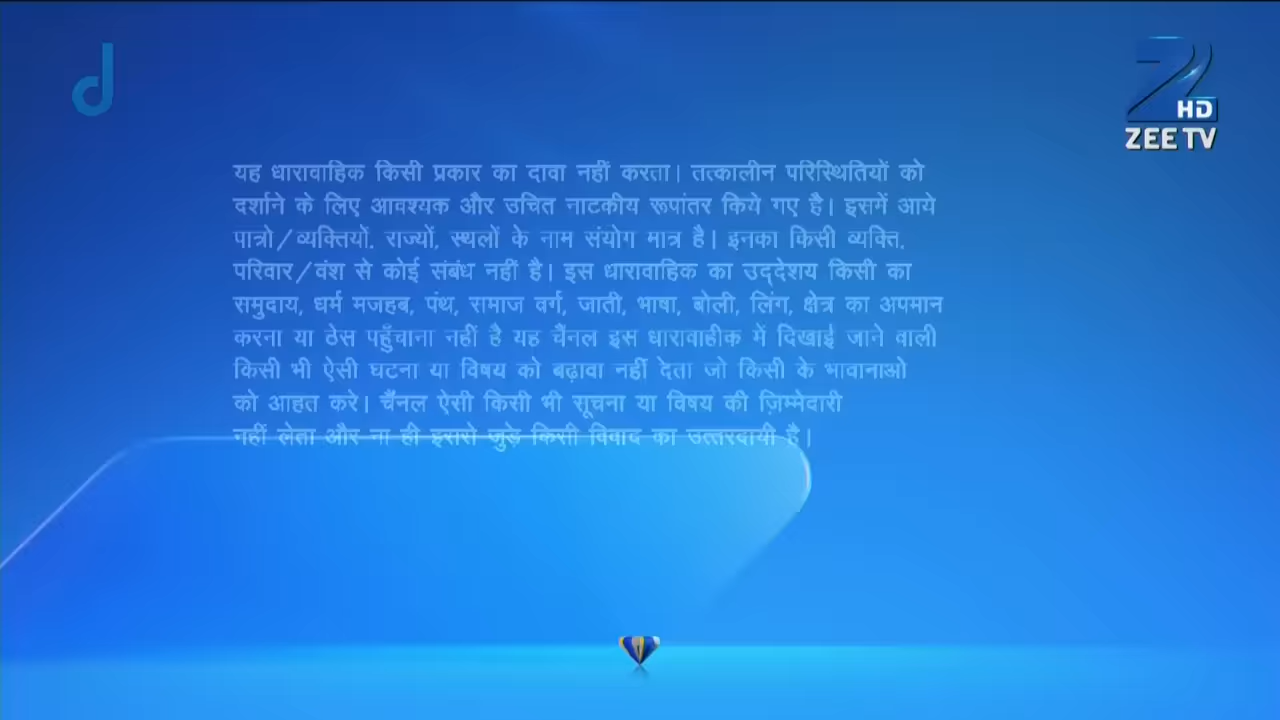 HD
ZEE TV
यह धारावाहिक किसी प्रकार का दावा नहीं करता। तत्कालीन परिस्थितियों को
दर्शाने के लिए आवश्यक और उचित नाटकीय रूपांतर किये गए है। इसमें आये
पात्रो/व्यक्तियों, राज्यों, स्थलों के नाम संयोग मात्र है। इनका किसी व्यक्ति,
परिवार/वंश से कोई संबंध नहीं है। इस धारावाहिक का उद्देशय किसी का
समुदाय, धर्म मजहब, पंथ, समाज वर्ग, जाती, भाषा, बोली, लिंग, क्षेत्र का अपमान
करना या ठेस पहुँचाना नहीं है यह चैंनल इस धारावाहीक में दिखाई जाने वाली
किसी भी ऐसी घटना या विषय को बढ़ावा नहीं देता जो किसी के भावानाओ
को आहत करे। चैंनल ऐसी किसी भी सूचना या विषय की ज़िम्मेदारी
नहीं लेता और ना ही इससे जुड़े किसी विवाद का उत्तरदायी है।